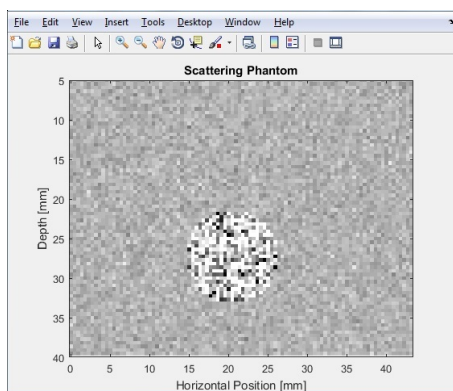 File Edit View Insert Tools Desktop Window Help
Scattering Phantom
5
10
15
20
25
30
35
40
Depth [mm]
0 5 10 15 20 25 30 35 40
Horizontal Position [mm]